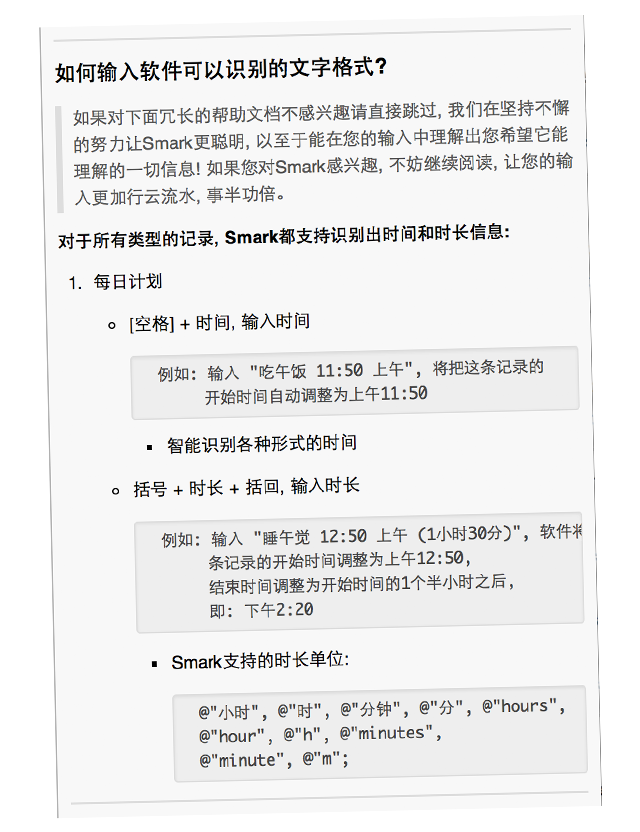 如何输入软件可以识别的文字格式?
如果对下面冗长的帮助文档不感兴趣请直接跳过, 我们在坚持不懈
的努力让Smark更聪明, 以至于能在您的输入中理解出您希望它能
理解的一切信息! 如果您对Smark感兴趣, 不妨继续阅读, 让您的输
入更加行云流水, 事半功倍。
对于所有类型的记录, Smark都支持识别出时间和时长信息:
1. 每日计划
[空格] + 时间, 输入时间
例如: 输入 "吃午饭 11:50 上午", 将把这条记录的
开始时间自动调整为上午11:50
智能识别各种形式的时间
括号 + 时长 + 括回, 输入时长
例如: 输入 "睡午觉 12:50 上午 (1小时30分)", 软件将
条记录的开始时间调整为上午12:50,
结束时间调整为开始时间的1个半小时之后,
即: 下午2:20
Smark支持的时长单位:
@"小时", @"时", @"分钟", @"分", @"hours",
@"hour", @"h", @"minutes",
@"minute", @"m";